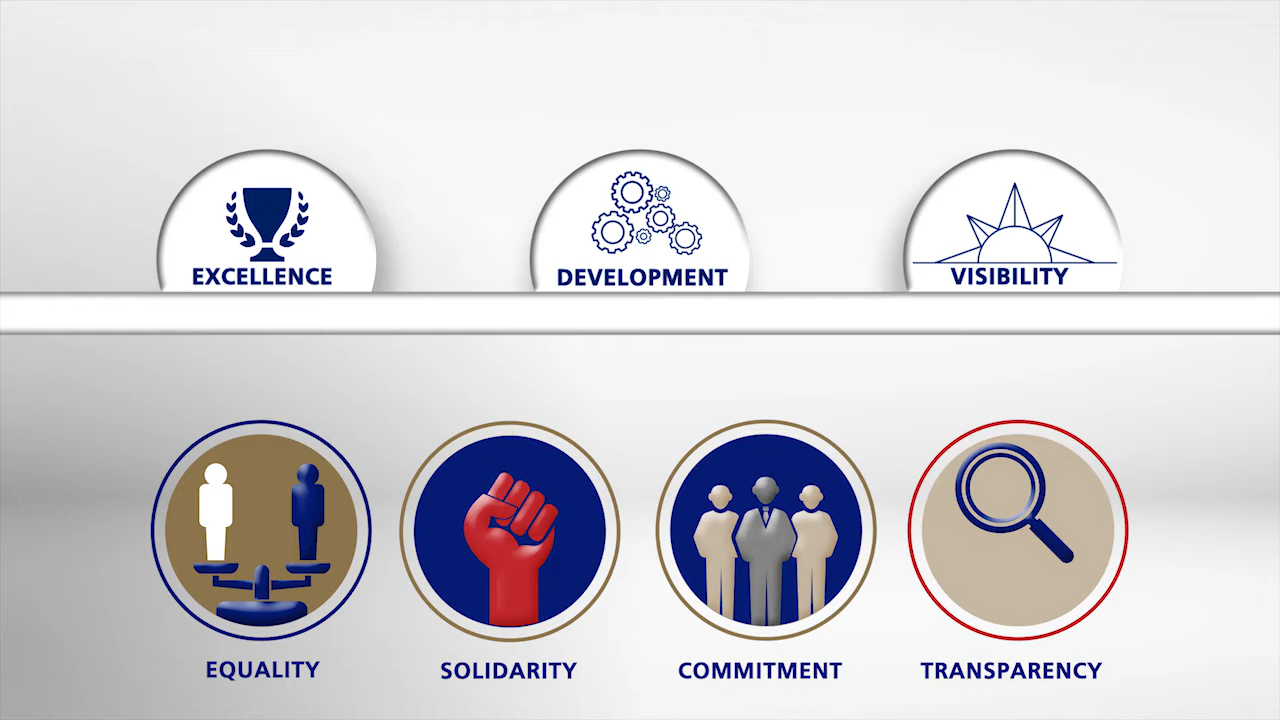 EXCELLENCE
DEVELOPMENT
VISIBILITY
EQUALITY
SOLIDARITY
COMMITMENT
TRANSPARENCY